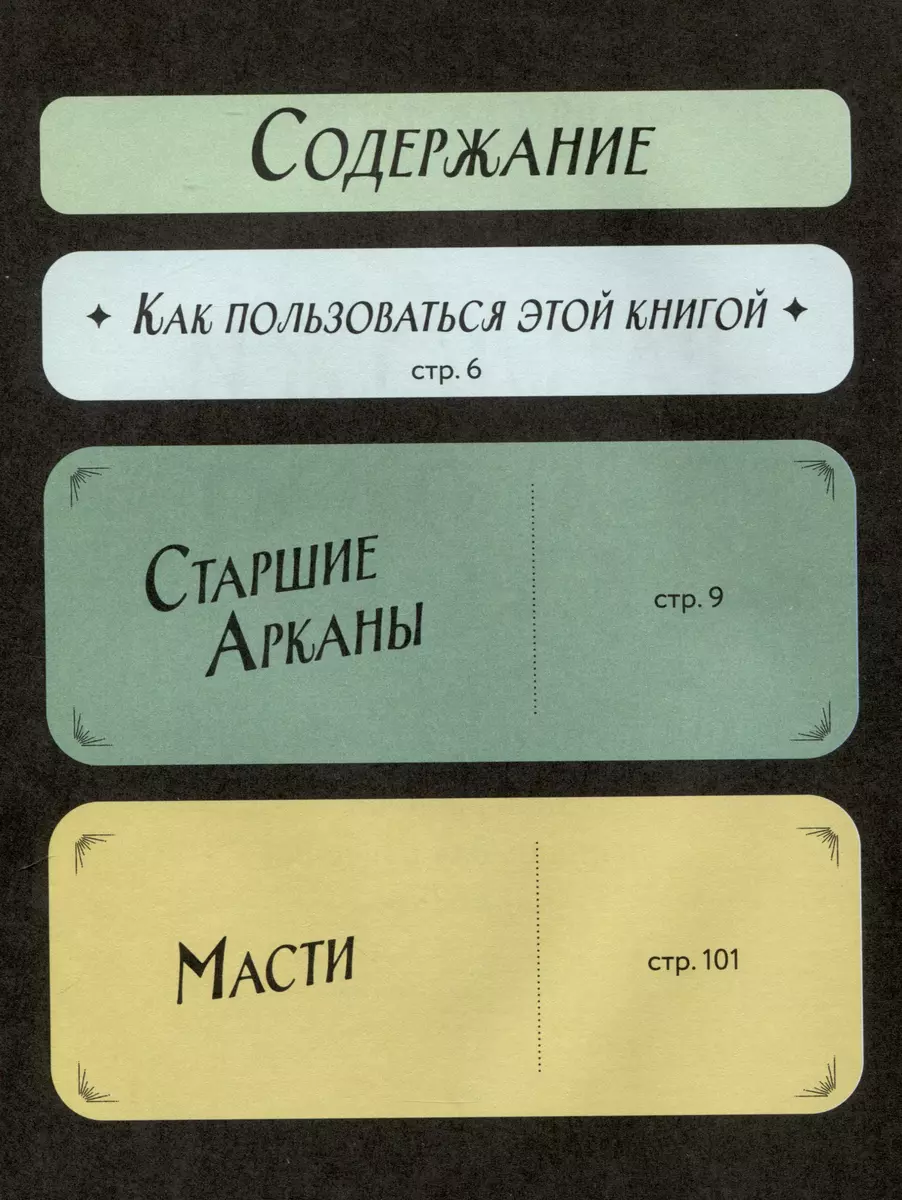 Содержание
Как пользоваться этой книгой
стр. 6
Старшие
Арканы
стр. 9
Масти
стр. 101